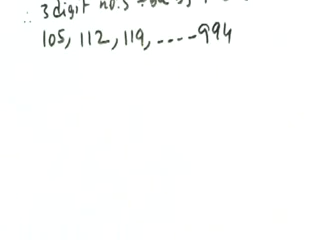 ∴ 3 digit no.s
105, 112, 119, ....-994